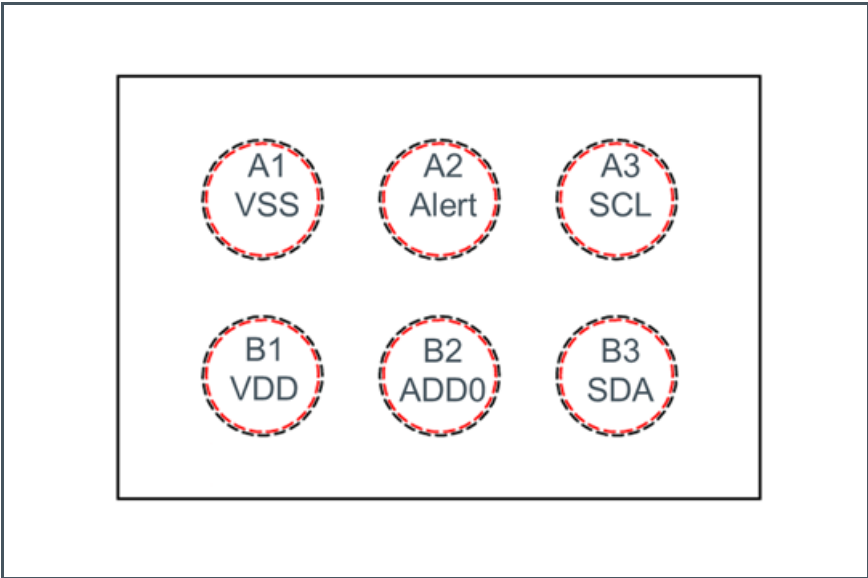 A1
VSS
A2
Alert
A3
SCL
B1
VDD
B2
ADD0
B3
SDA